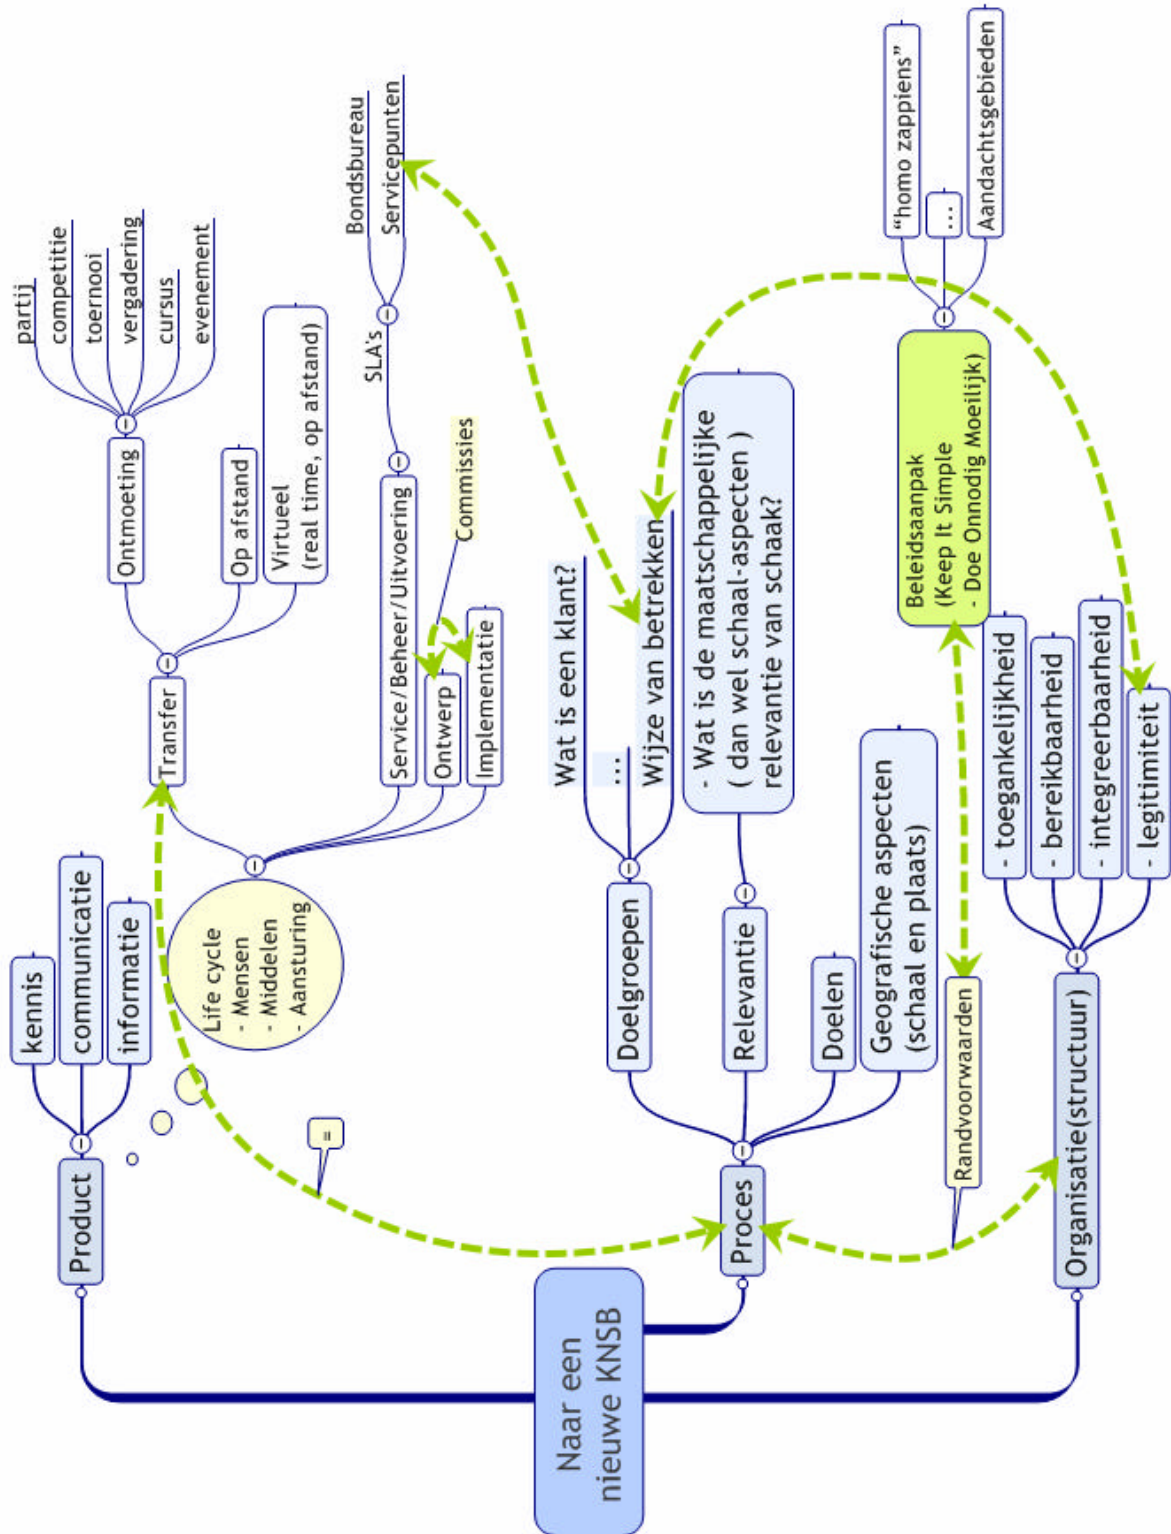 Naar een
nieuwe KNSB
Product
kennis
communicatie
informatie
Life cycle
- Mensen
- Middelen
- Aansturing
Transfer
Ontmoeting
partij
competitie
toernooi
vergadering
cursus
evenement
Op afstand
Virtueel
(real time, op afstand)
Service/Beheer/Uitvoering
SLA's
Bondsbureau
Servicepunten
Ontwerp
Implementatie
Commissies
=
Proces
Doelgroepen
Wat is een klant?
...
Wijze van betrekken
Relevantie
- Wat is de maatschappelijke
( dan wel schaal-aspecten )
relevantie van schaak?
Doelen
Geografische aspecten
(schaal en plaats)
Randvoorwaarden
Beleidsaanpak
(Keep It Simple
- Doe Onnodig Moeilijk)
"homo zappiens"
...
Aandachtsgebieden
Organisatie(structuur)
- toegankelijkheid
- bereikbaarheid
- integreerbaarheid
- legitimiteit